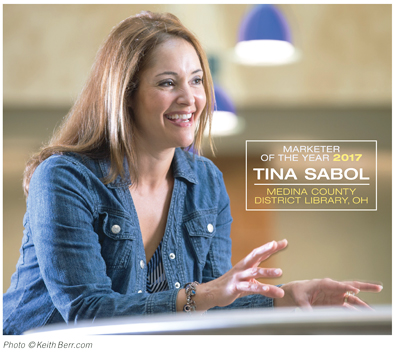 MARKETER
OF THE YEAR 2017
TINA SABOL
MEDINA COUNTY
DISTRICT LIBRARY, OH
Photo © Keith Berr.com